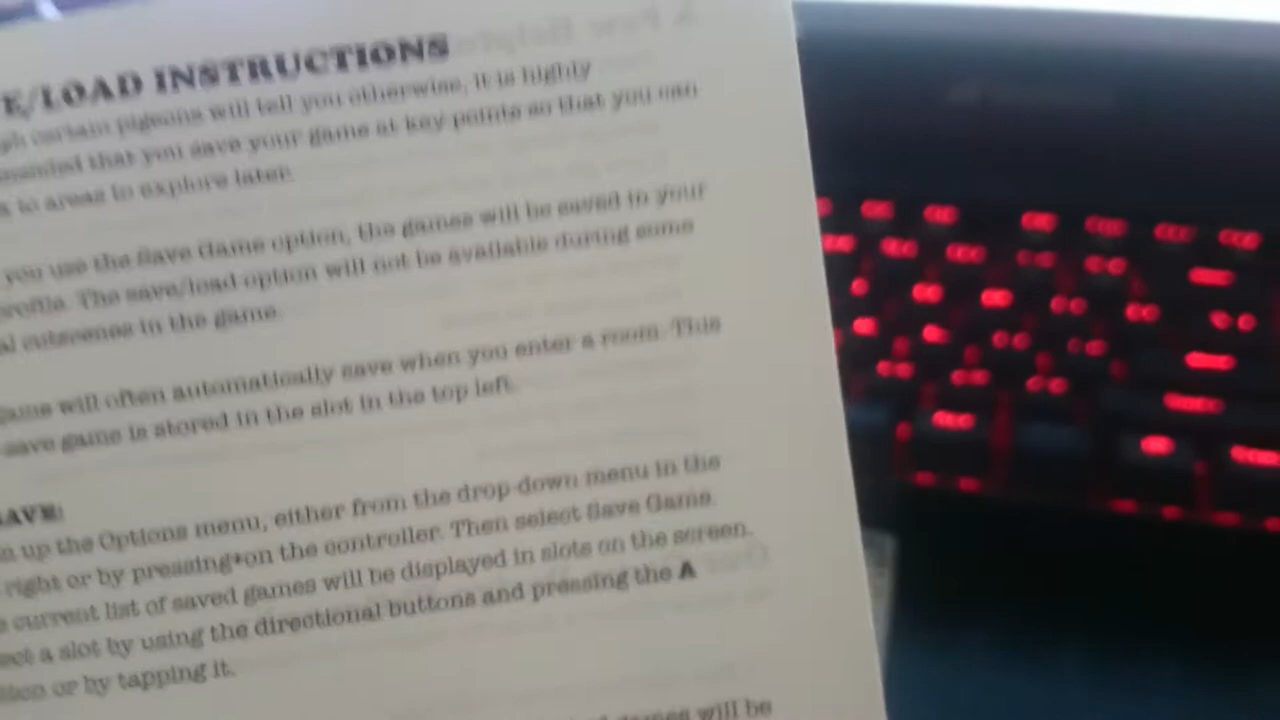 E/LOAD INSTRUCTIONS
certain pigeons will tell you otherwise, it is highly
that you save your game at key points so that you can
to areas to explore later.
you use the Save Game option, the games will be saved in your
profile. The save/load option will not be available during some
cutscenes in the game.
game will often automatically save when you enter a room. This
save game is stored in the slot in the top left.
SAVE:
up the Options menu, either from the drop-down menu in the
right or by pressing+on the controller. Then select Save Game.
current list of saved games will be displayed in slots on the screen.
a slot by using the directional buttons and pressing the A
or by tapping it.
games will be